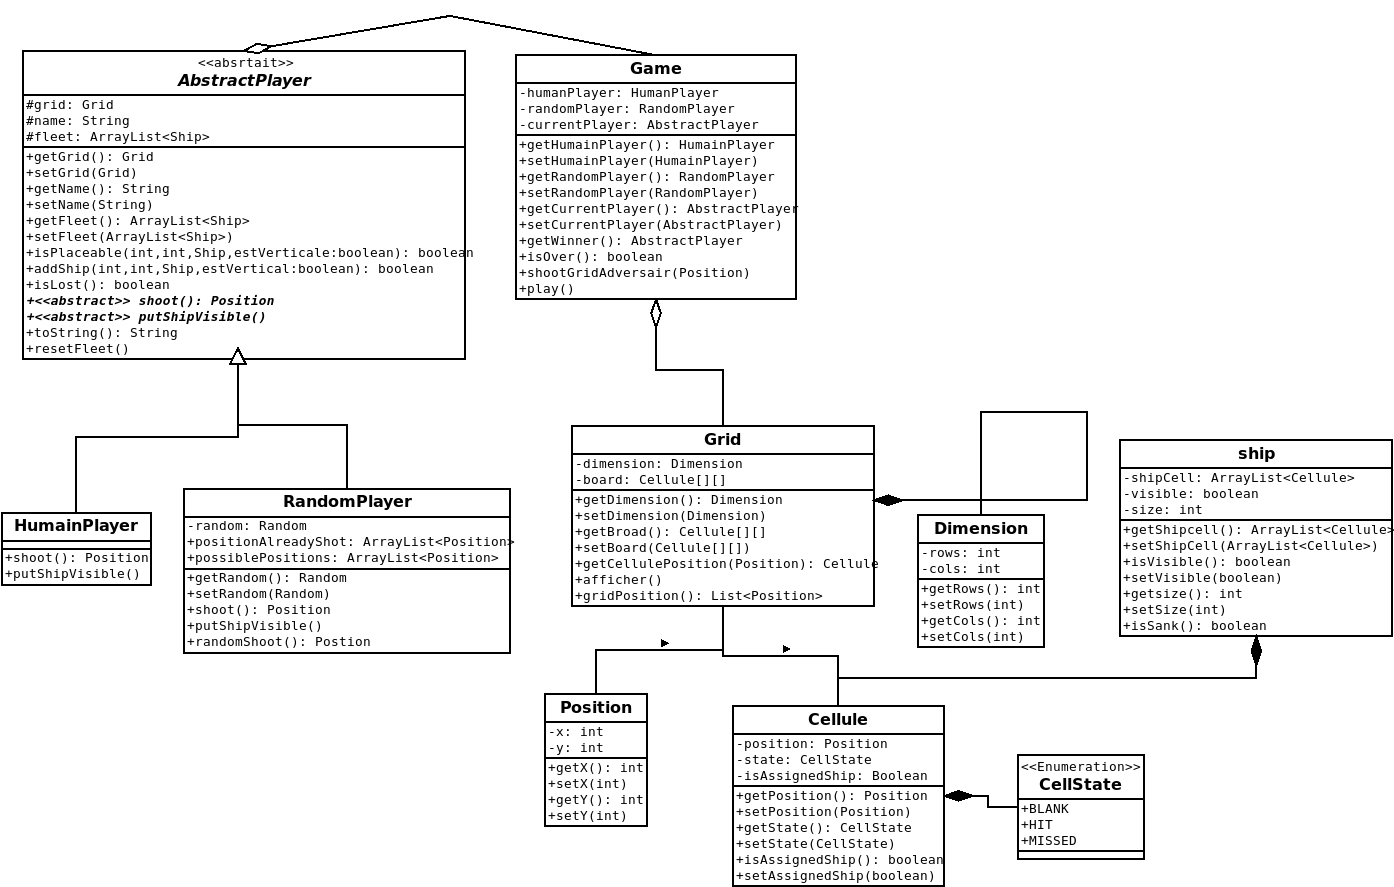 <<absrtait>>
AbstractPlayer
#grid: Grid
#name: String
#fleet: ArrayList<Ship>
+getGrid(): Grid
+setGrid(Grid)
+getName(): String
+setName(String)
+getFleet(): ArrayList<Ship>
+setFleet(ArrayList<Ship>)
+isPlaceable(int,int,Ship,estVerticale:boolean): boolean
+addShip(int,int,Ship,estVertical:boolean): boolean
+isLost(): boolean
+<<abstract>> shoot(): Position
+<<abstract>> putShipVisible()
+toString(): String
+resetFleet()
Game
-humanPlayer: HumanPlayer
-randomPlayer: RandomPlayer
-currentPlayer: AbstractPlayer
+getHumainPlayer(): HumainPlayer
+setHumainPlayer(HumainPlayer)
+getRandomPlayer(): RandomPlayer
+setRandomPlayer(RandomPlayer)
+getCurrentPlayer(): AbstractPlayer
+setCurrentPlayer(AbstractPlayer)
+getWinner(): AbstractPlayer
+isOver(): boolean
+shootGridAdversair(Position)
+play()
HumainPlayer
+shoot(): Position
+putShipVisible()
RandomPlayer
-random: Random
+positionAlreadyShot: ArrayList<Position>
+possiblePositions: ArrayList<Position>
+getRandom(): Random
+setRandom(Random)
+shoot(): Position
+putShipVisible()
+randomShoot(): Postion
Grid
-dimension: Dimension
-board: Cellule[][]
+getDimension(): Dimension
+setDimension(Dimension)
+getBroad(): Cellule[][]
+setBoard(Cellule[][])
+getCellulePosition(Position): Cellule
+afficher()
+gridPosition(): List<Position>
Dimension
-rows: int
-cols: int
+getRows(): int
+setRows(int)
+getCols(): int
+setCols(int)
ship
-shipCell: ArrayList<Cellule>
-visible: boolean
-size: int
+getShipcell(): ArrayList<Cellule>
+setShipCell(ArrayList<Cellule>)
+isVisible(): boolean
+setVisible(boolean)
+getsize(): int
+setSize(int)
+isSank(): boolean
Position
-x: int
-y: int
+getX(): int
+setX(int)
+getY(): int
+setY(int)
Cellule
-position: Position
-state: CellState
-isAssignedShip: Boolean
+getPosition(): Position
+setPosition(Position)
+getState(): CellState
+setState(CellState)
+isAssignedShip(): boolean
+setAssignedShip(boolean)
<<Enumeration>>
CellState
+BLANK
+HIT
+MISSED